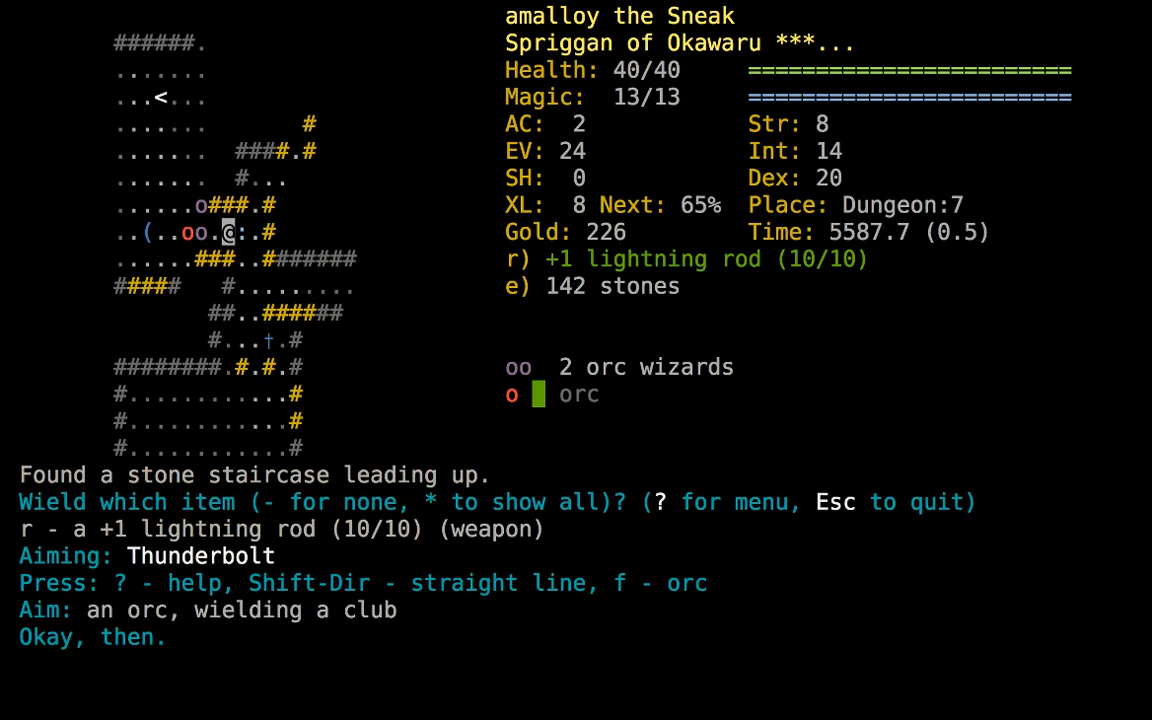 amalloy the Sneak
######. Spriggan of Okawaru ***...
....... Health: 40/40 ========================
...<... Magic:  13/13 ========================
.......       # AC:  2 Str: 8
.......  ####.# EV: 24 Int: 14
.......  #... SH:  0 Dex: 20
......o###.# XL:  8 Next: 65% Place: Dungeon:7
..(..oo.@:.# Gold: 226 Time: 5587.7 (0.5)
......###..####### r) +1 lightning rod (10/10)
#####   #......... e) 142 stones
##..######
#...†.#
########.#.#.# oo  2 orc wizards
#............# o orc
#............#
#...........#
Found a stone staircase leading up.
Wield which item (- for none, * to show all)? (? for menu, Esc to quit)
r - a +1 lightning rod (10/10) (weapon)
Aiming: Thunderbolt
Press: ? - help, Shift-Dir - straight line, f - orc
Aim: an orc, wielding a club
Okay, then.